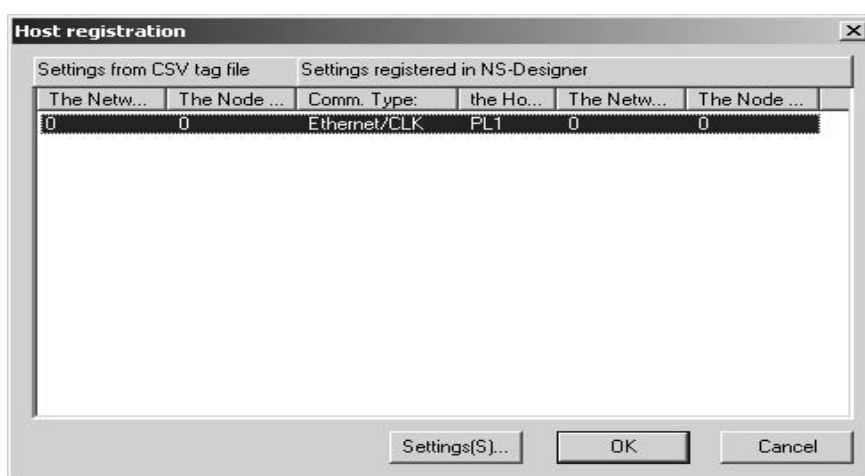 Host registration
Settings from CSV tag file Settings registered in NS-Designer
The Netw... The Node ... Comm. Type: the Ho... The Netw... The Node ...
0 0 Ethernet/CLK PL1 0 0
Settings(S)... OK Cancel